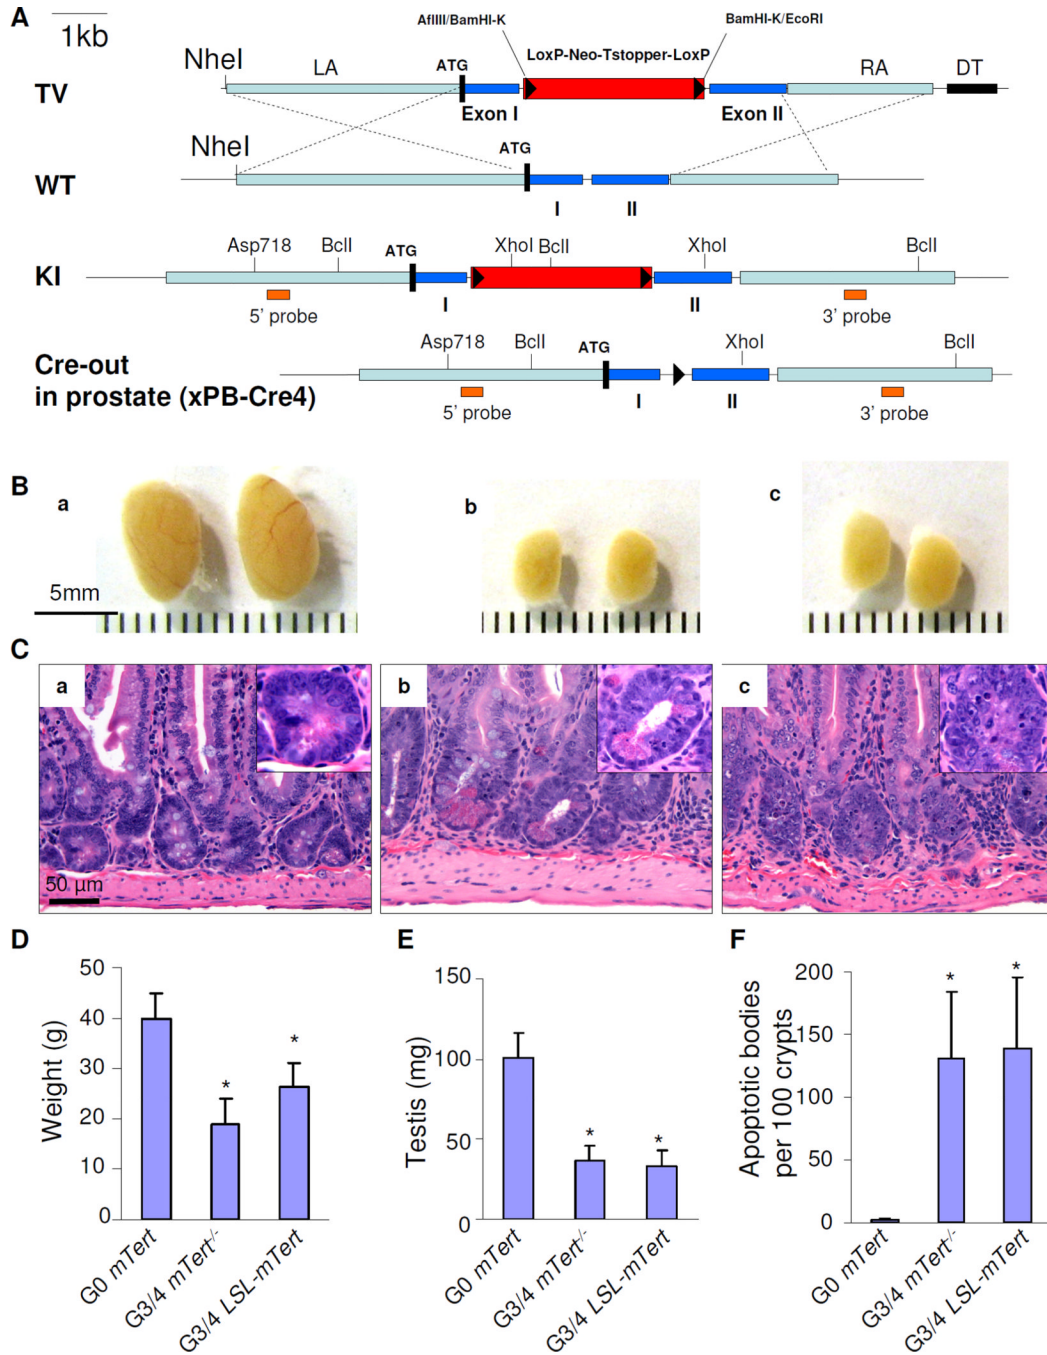 A
1kb
AflIII/BamHI-K
BamHI-K/EcoRI
LoxP-Neo-Tstopper-LoxP
NheI
LA
ATG
RA
DT
TV
Exon I
Exon II
NheI
ATG
WT
I
II
Asp718
BclI
ATG
XhoI
BclI
XhoI
BclI
KI
I
II
5' probe
3' probe
Asp718
BclI
ATG
XhoI
BclI
Cre-out
in prostate (xPB-Cre4)
5' probe
I
II
3' probe
B
a
b
c
5mm
C
a
b
c
50 µm
D
E
F
50
40
30
20
10
0
Weight (g)
*
*
G0 mTert
G3/4 mTert-/-
G3/4 LSL-mTert
150
100
50
0
Testis (mg)
*
*
G0 mTert
G3/4 mTert-/-
G3/4 LSL-mTert
200
150
100
50
0
Apoptotic bodies
per 100 crypts
*
*
G0 mTert
G3/4 mTert-/-
G3/4 LSL-mTert